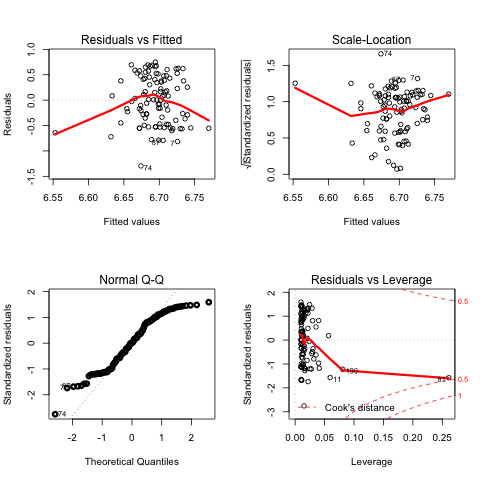 Residuals vs Fitted
Residuals
1.0
0.5
0.0
-0.5
-1.5
71
74
6.55 6.60 6.65 6.70 6.75
Fitted values
Scale-Location
√|Standardized residuals|
1.5
1.0
0.5
0.0
74
71
6.55 6.60 6.65 6.70 6.75
Fitted values
Normal Q-Q
Standardized residuals
2
1
0
-1
-2
74
-2 -1 0 1 2
Theoretical Quantiles
Residuals vs Leverage
Standardized residuals
2
1
0
-1
-2
-3
100
11
Cook's distance
0.5
0.5
1
0.00 0.05 0.10 0.15 0.20 0.25
Leverage